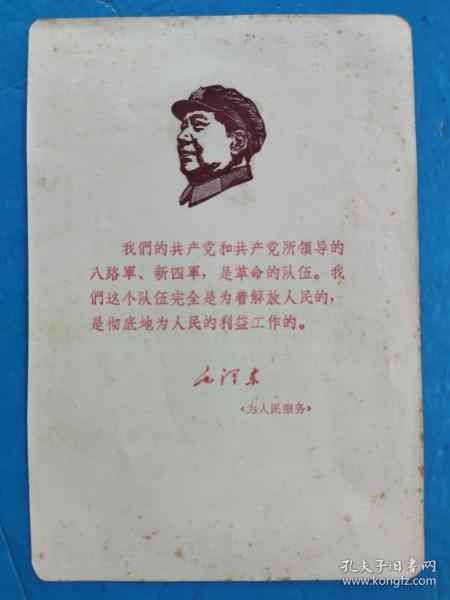 我們的共产党和共产党所領导的
八路軍、新四軍，是革命的队伍。我
們这个队伍完全是为着解放人民的，
是彻底地为人民的利益工作的。
毛泽东
《为人民服务》
孔夫子旧书网
www.kongfz.com